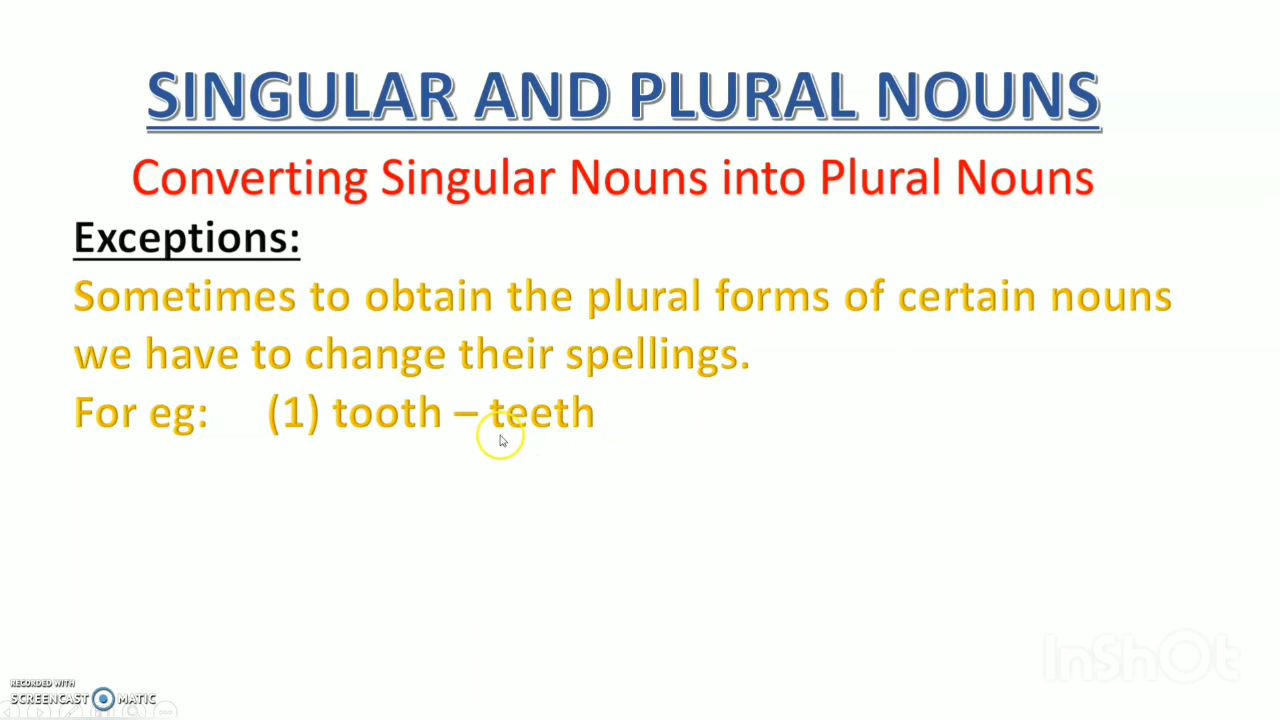 SINGULAR AND PLURAL NOUNS
Converting Singular Nouns into Plural Nouns
Exceptions:
Sometimes to obtain the plural forms of certain nouns
we have to change their spellings.
For eg: (1) tooth – teeth
InShOt
RECORDED WITH
SCREENCAST MATIC